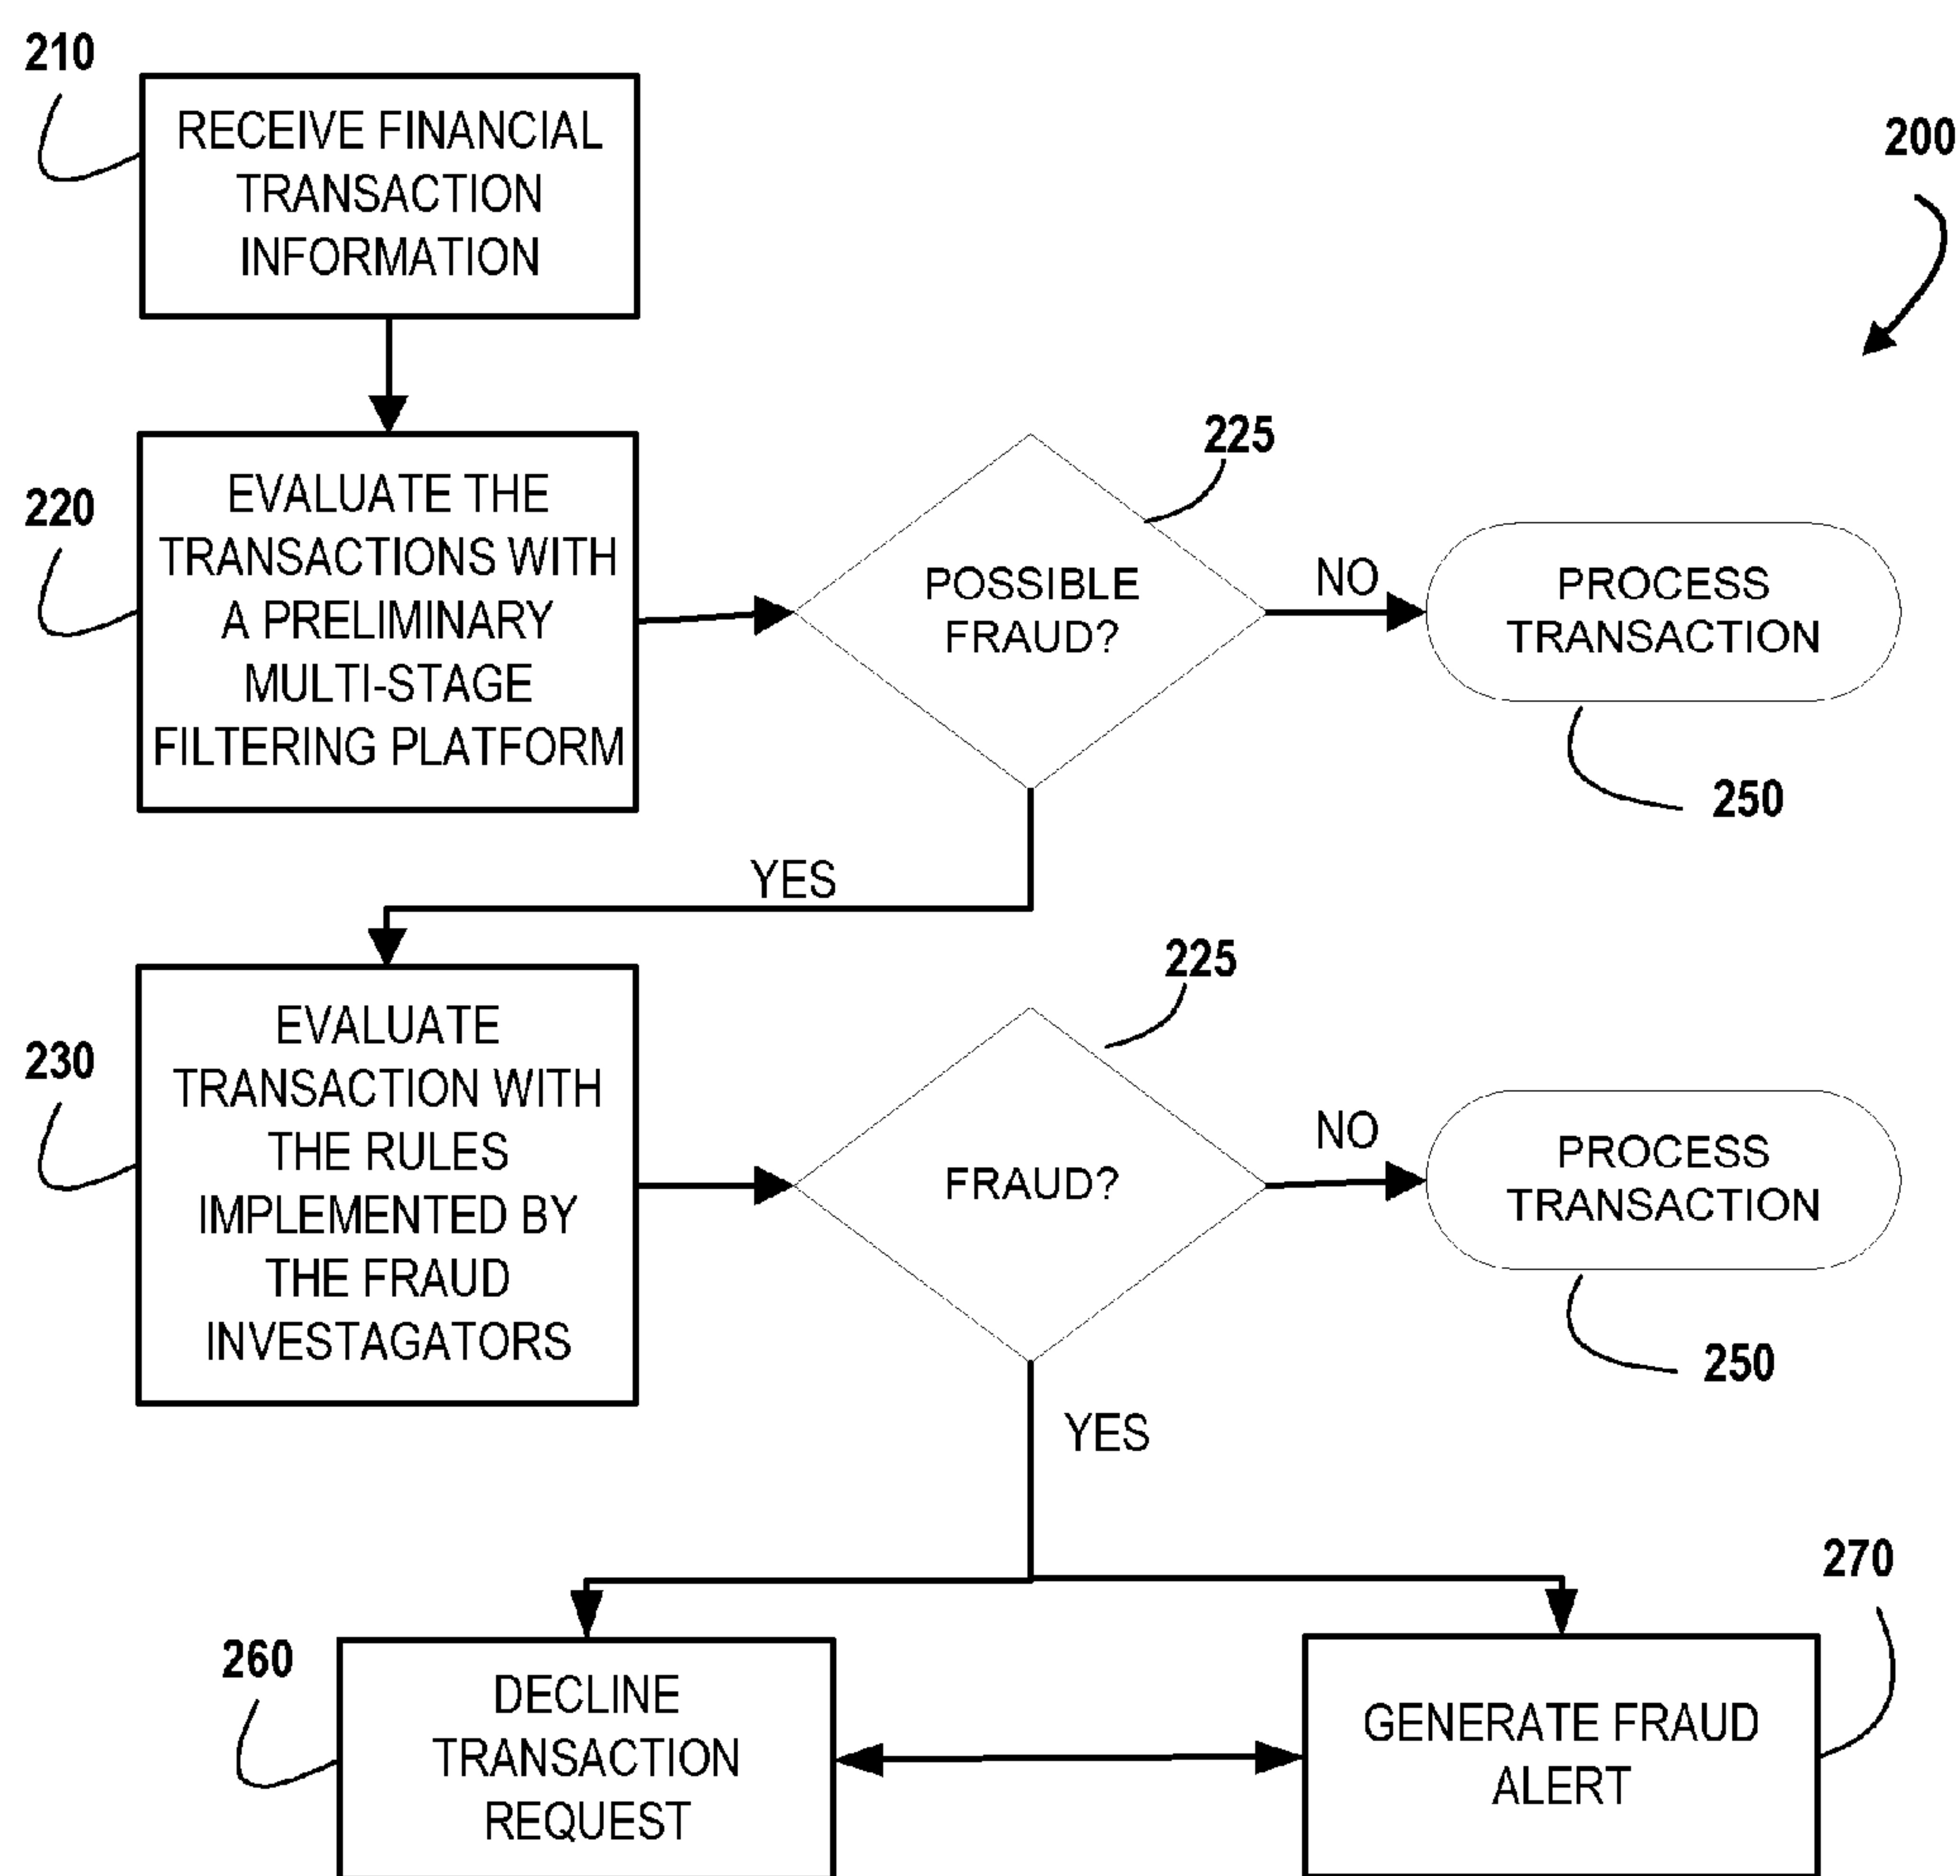 210
RECEIVE FINANCIAL
TRANSACTION
INFORMATION
200
220
EVALUATE THE
TRANSACTIONS WITH
A PRELIMINARY
MULTI-STAGE
FILTERING PLATFORM
225
POSSIBLE
FRAUD?
NO
PROCESS
TRANSACTION
250
YES
230
EVALUATE
TRANSACTION WITH
THE RULES
IMPLEMENTED BY
THE FRAUD
INVESTAGATORS
225
FRAUD?
NO
PROCESS
TRANSACTION
250
YES
260
DECLINE
TRANSACTION
REQUEST
270
GENERATE FRAUD
ALERT